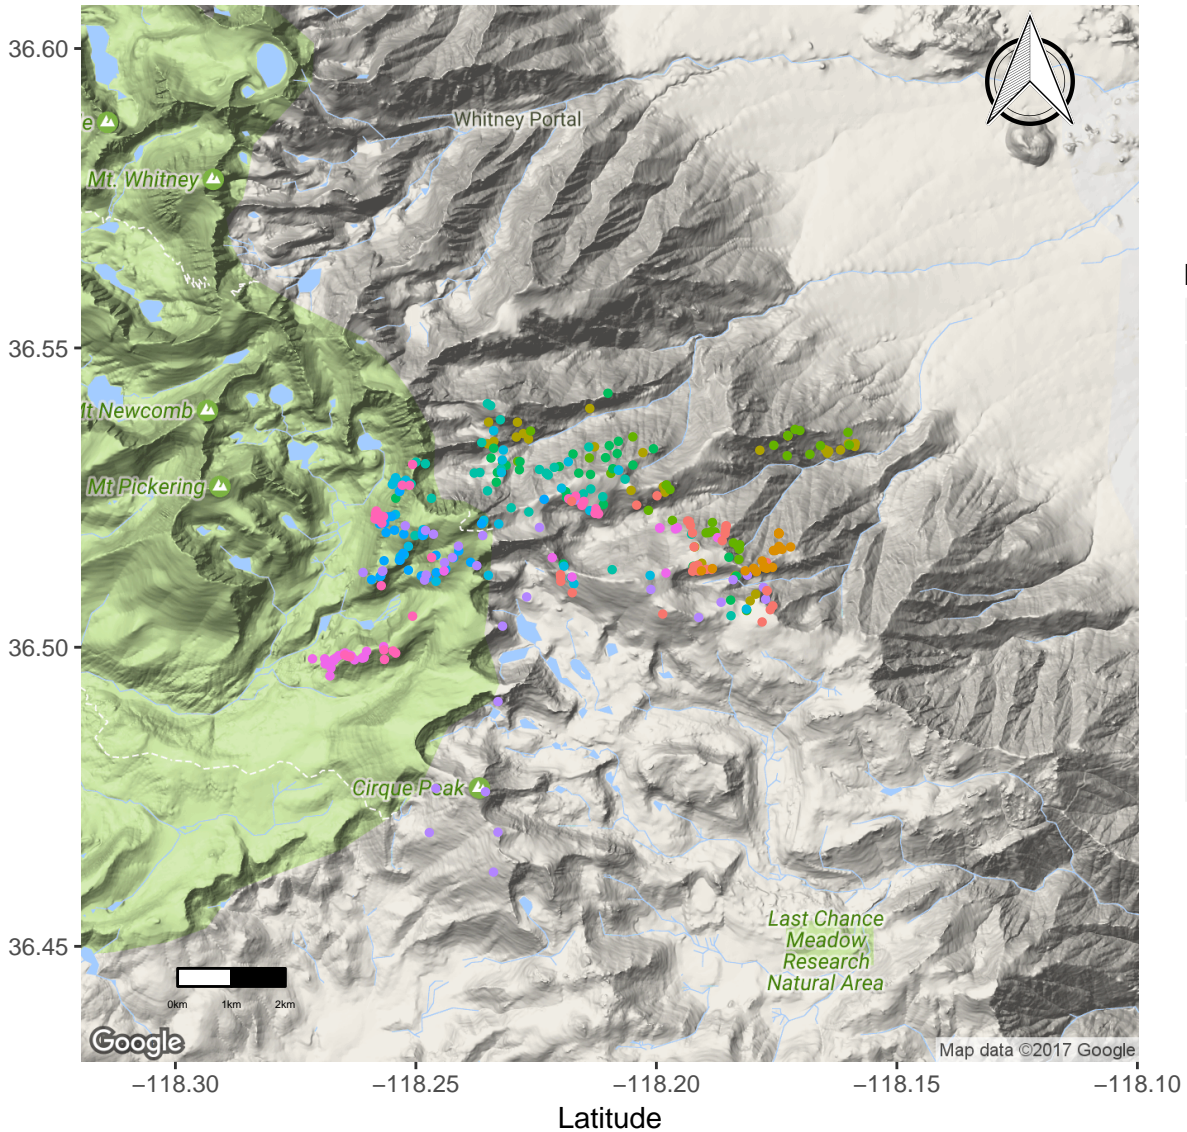 36.60
Whitney Portal
e
Mt. Whitney
36.55
Mt Newcomb
Mt Pickering
36.50
Cirque Peak
Last Chance
Meadow
Research
Natural Area
36.45
0km 1km 2km
Google
Map data ©2017 Google
−118.30 −118.25 −118.20 −118.15 −118.10
Latitude